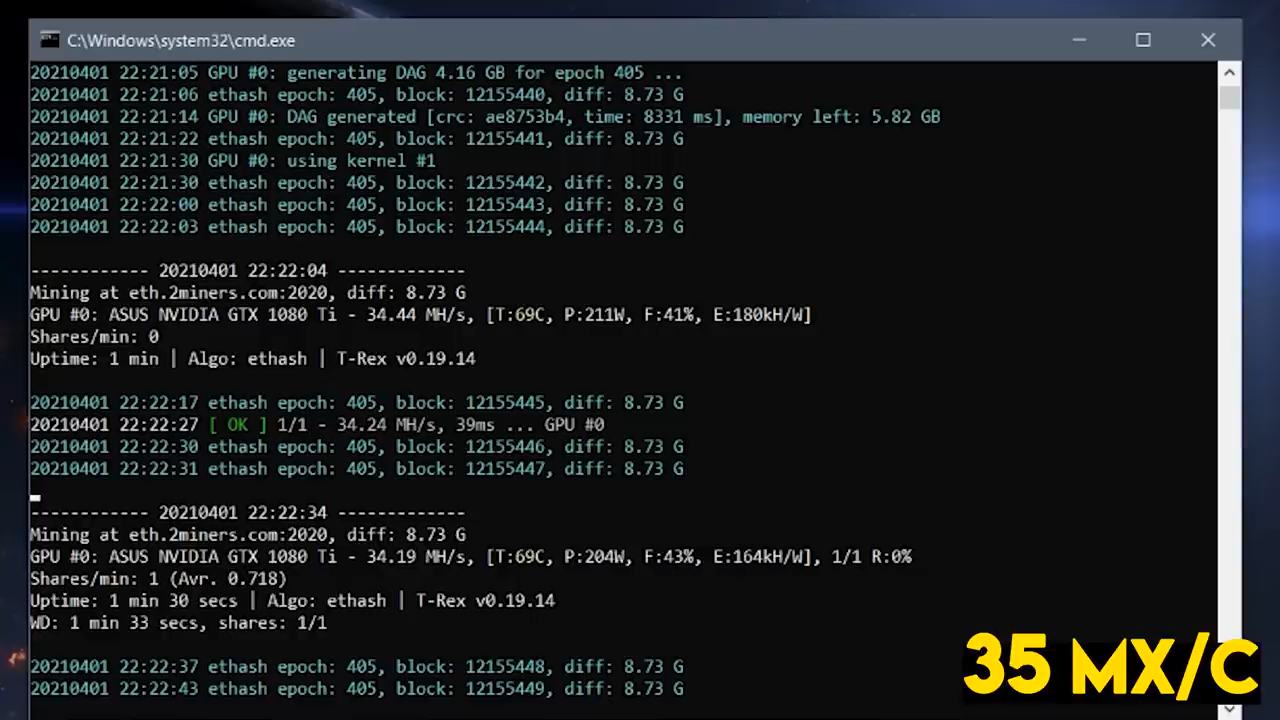 C:\Windows\system32\cmd.exe
20210401 22:21:05 GPU #0: generating DAG 4.16 GB for epoch 405 ...
20210401 22:21:06 ethash epoch: 405, block: 12155440, diff: 8.73 G
20210401 22:21:14 GPU #0: DAG generated [crc: ae8753b4, time: 8331 ms], memory left: 5.82 GB
20210401 22:21:22 ethash epoch: 405, block: 12155441, diff: 8.73 G
20210401 22:21:30 GPU #0: using kernel #1
20210401 22:21:30 ethash epoch: 405, block: 12155442, diff: 8.73 G
20210401 22:22:00 ethash epoch: 405, block: 12155443, diff: 8.73 G
20210401 22:22:03 ethash epoch: 405, block: 12155444, diff: 8.73 G
------------ 20210401 22:22:04 -------------
Mining at eth.2miners.com:2020, diff: 8.73 G
GPU #0: ASUS NVIDIA GTX 1080 Ti - 34.44 MH/s, [T:69C, P:211W, F:41%, E:180kH/W]
Shares/min: 0
Uptime: 1 min | Algo: ethash | T-Rex v0.19.14
20210401 22:22:17 ethash epoch: 405, block: 12155445, diff: 8.73 G
20210401 22:22:27 [ OK ] 1/1 - 34.24 MH/s, 39ms ... GPU #0
20210401 22:22:30 ethash epoch: 405, block: 12155446, diff: 8.73 G
20210401 22:22:31 ethash epoch: 405, block: 12155447, diff: 8.73 G
------------ 20210401 22:22:34 -------------
Mining at eth.2miners.com:2020, diff: 8.73 G
GPU #0: ASUS NVIDIA GTX 1080 Ti - 34.19 MH/s, [T:69C, P:204W, F:43%, E:164kH/W], 1/1 R:0%
Shares/min: 1 (Avr. 0.718)
Uptime: 1 min 30 secs | Algo: ethash | T-Rex v0.19.14
WD: 1 min 33 secs, shares: 1/1
20210401 22:22:37 ethash epoch: 405, block: 12155448, diff: 8.73 G
20210401 22:22:43 ethash epoch: 405, block: 12155449, diff: 8.73 G
35 MX/C